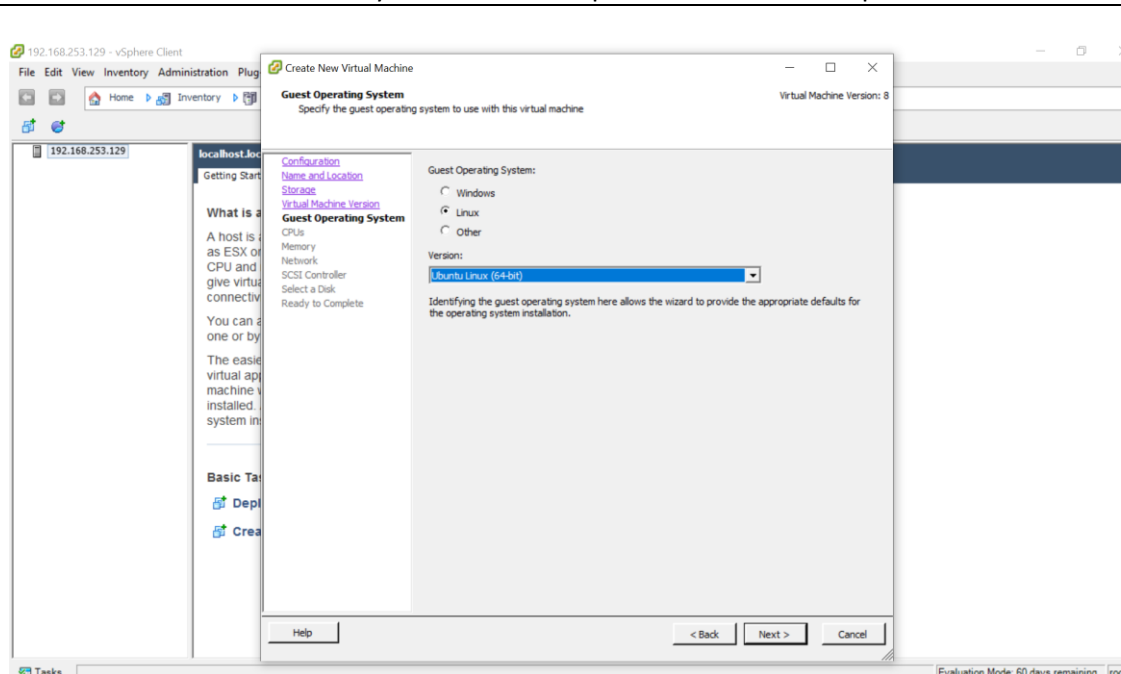 192.168.253.129 - vSphere Client
File Edit View Inventory Administration Plug
Home Inventory
192.168.253.129
localhost.loc
Getting Start
What is a
A host is a
as ESX or
CPU and
give virtua
connectiv
You can a
one or by
The easie
virtual app
machine v
installed.
system in
Basic Tas
Depl
Crea
Create New Virtual Machine
Guest Operating System
Specify the guest operating system to use with this virtual machine
Virtual Machine Version: 8
Configuration
Name and Location
Storage
Virtual Machine Version
Guest Operating System
CPUs
Memory
Network
SCSI Controller
Select a Disk
Ready to Complete
Guest Operating System:
Windows
Linux
Other
Version:
Ubuntu Linux (64-bit)
Identifying the guest operating system here allows the wizard to provide the appropriate defaults for
the operating system installation.
Help
< Back
Next >
Cancel
Tasks
Evaluation Mode: 60 days remaining